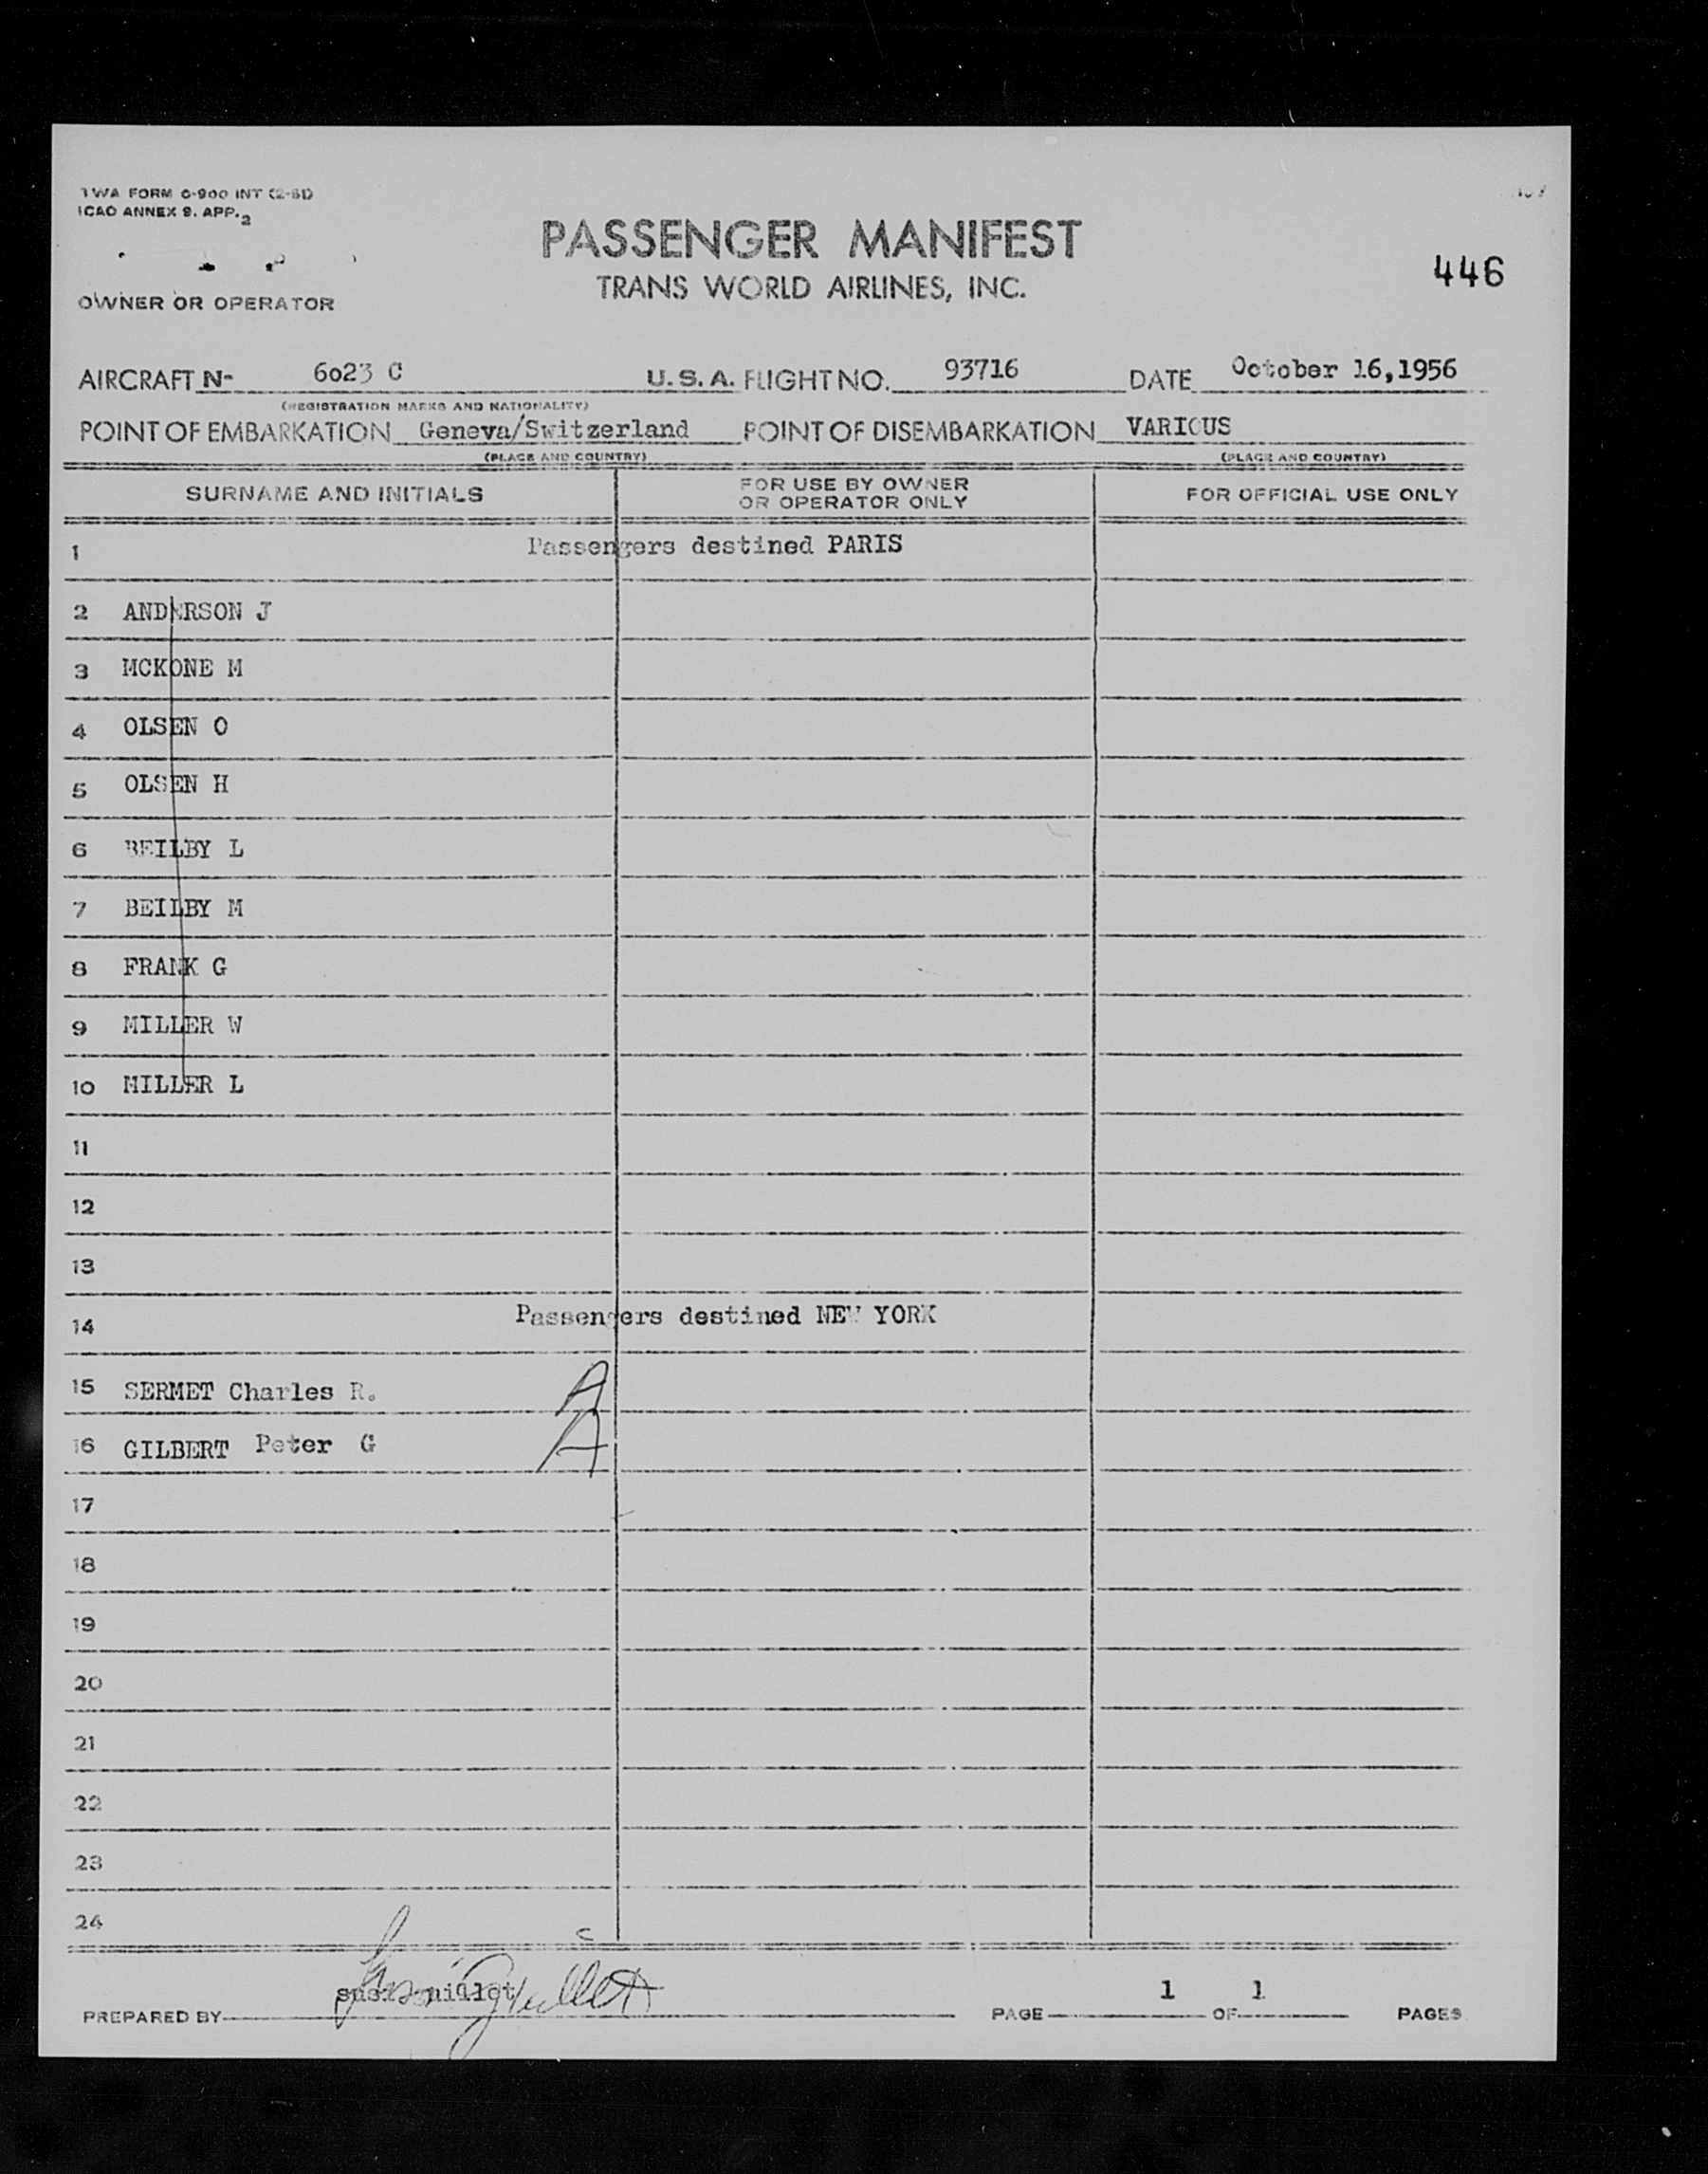 TWA FORM 0-900 INT (2-51)
ICAO ANNEX 9. APP. 2
PASSENGER MANIFEST
446
TRANS WORLD AIRLINES, INC.
OWNER OR OPERATOR
AIRCRAFT N- 6023 C U.S.A. FLIGHT NO. 93716 DATE October 16,1956
(REGISTRATION MARKS AND NATIONALITY)
POINT OF EMBARKATION Geneva/Switzerland POINT OF DISEMBARKATION VARIOUS
(PLACE AND COUNTRY) (PLACE AND COUNTRY)
SURNAME AND INITIALS FOR USE BY OWNER OR OPERATOR ONLY FOR OFFICIAL USE ONLY
1 Passengers destined PARIS
2 ANDERSON J
3 MCKONE M
4 OLSEN O
5 OLSEN H
6 BEILBY L
7 BEILBY M
8 FRANK G
9 MILLER W
10 MILLER L
11
12
13
14 Passengers destined NEW YORK
15 SERMET Charles R. A
16 GILBERT Peter G A
17
18
19
20
21
22
23
24
PREPARED BY PAGE 1 OF 1 PAGES